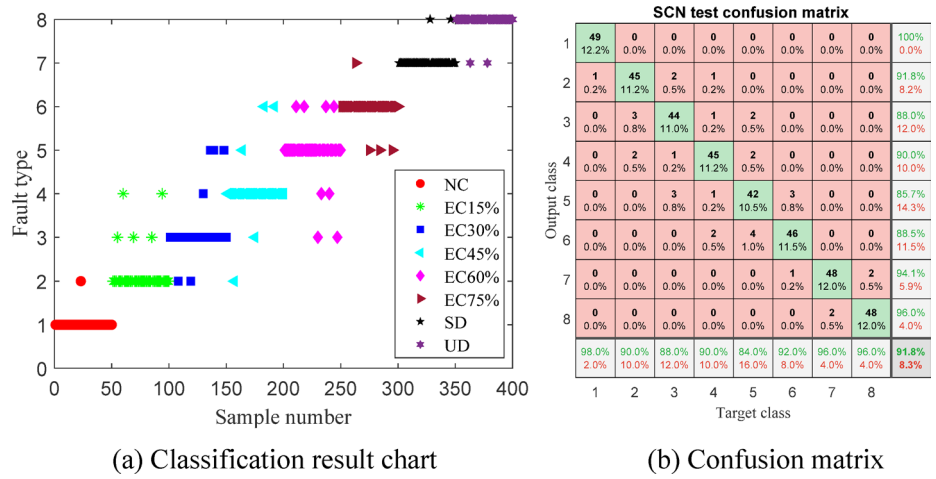 8
7
6
5
4
3
2
1
0
Fault type
0 50 100 150 200 250 300 350 400
Sample number
NC
EC15%
EC30%
EC45%
EC60%
EC75%
SD
UD
(a) Classification result chart
SCN test confusion matrix
1 49 0 0 0 0 0 0 0 100%
12.2% 0.0% 0.0% 0.0% 0.0% 0.0% 0.0% 0.0% 0.0%
2 1 45 2 1 0 0 0 0 91.8%
0.2% 11.2% 0.5% 0.2% 0.0% 0.0% 0.0% 0.0% 8.2%
3 0 3 44 1 2 0 0 0 88.0%
0.0% 0.8% 11.0% 0.2% 0.5% 0.0% 0.0% 0.0% 12.0%
4 0 2 1 45 2 0 0 0 90.0%
0.0% 0.5% 0.2% 11.2% 0.5% 0.0% 0.0% 0.0% 10.0%
5 0 0 3 1 42 3 0 0 85.7%
0.0% 0.0% 0.8% 0.2% 10.5% 0.8% 0.0% 0.0% 14.3%
6 0 0 0 2 4 46 0 0 88.5%
0.0% 0.0% 0.0% 0.5% 1.0% 11.5% 0.0% 0.0% 11.5%
7 0 0 0 0 0 1 48 2 94.1%
0.0% 0.0% 0.0% 0.0% 0.0% 0.2% 12.0% 0.5% 5.9%
8 0 0 0 0 0 0 2 48 96.0%
0.0% 0.0% 0.0% 0.0% 0.0% 0.0% 0.5% 12.0% 4.0%
98.0% 90.0% 88.0% 90.0% 84.0% 92.0% 96.0% 96.0% 91.8%
2.0% 10.0% 12.0% 10.0% 16.0% 8.0% 4.0% 4.0% 8.3%
1 2 3 4 5 6 7 8
Output class
Target class
(b) Confusion matrix